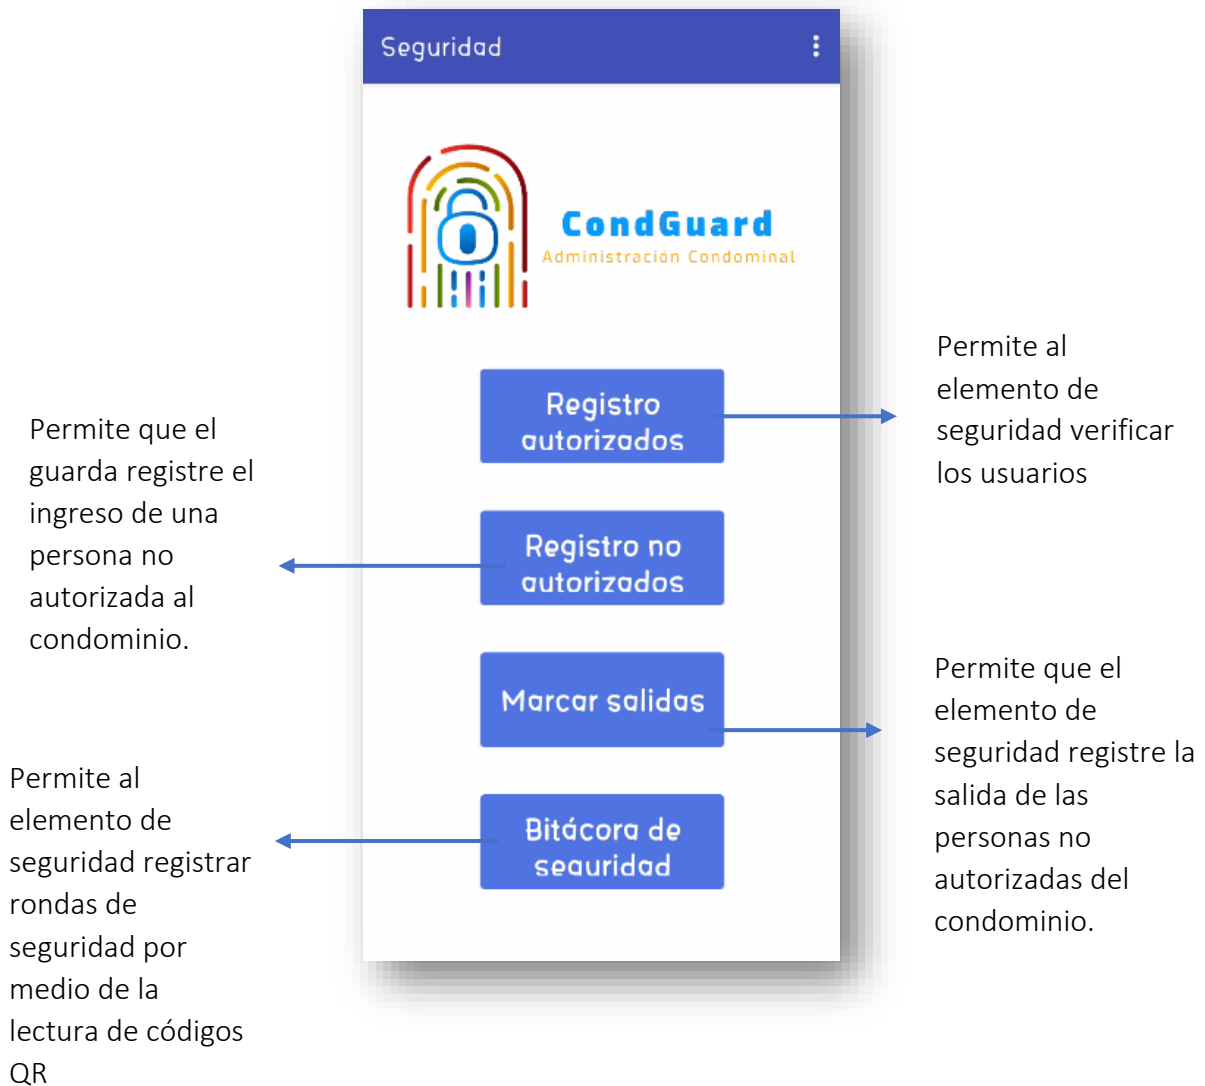 Seguridad
CondGuard
Administración Condominal
Registro
autorizados
Permite al
elemento de
seguridad verificar
los usuarios
Permite que el
guarda registre el
ingreso de una
persona no
autorizada al
condominio.
Registro no
autorizados
Marcar salidas
Permite que el
elemento de
seguridad registre la
salida de las
personas no
autorizadas del
condominio.
Permite al
elemento de
seguridad registrar
rondas de
seguridad por
medio de la
lectura de códigos
QR
Bitácora de
seguridad